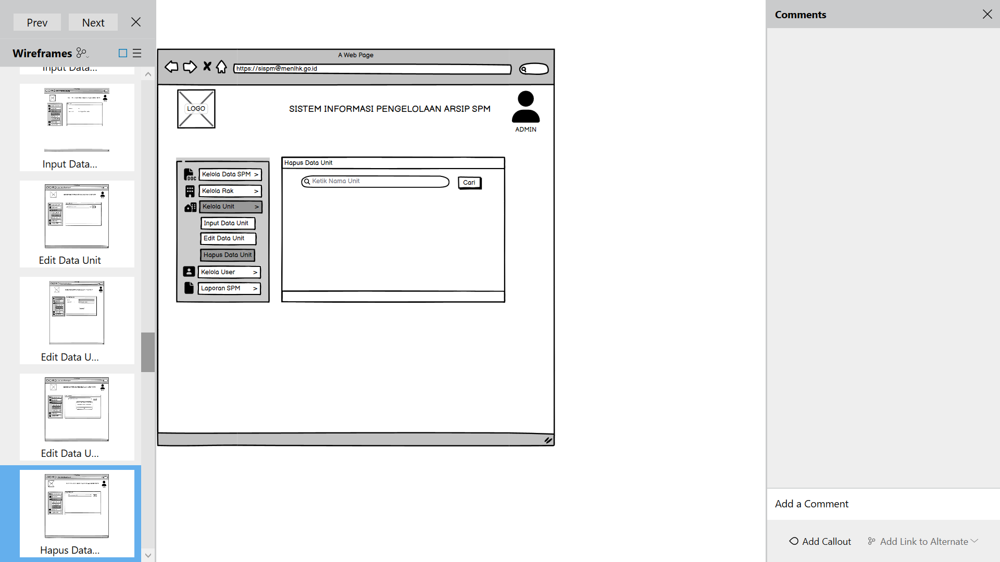 Prev
Next
Wireframes
Input Data...
Input Data...
Edit Data Unit
Edit Data U...
Edit Data U...
Hapus Data...
A Web Page
https://sispm@menlhk.go.id
LOGO
SISTEM INFORMASI PENGELOLAAN ARSIP SPM
ADMIN
DOC
Kelola Data SPM >
Kelola Rak >
Kelola Unit >
Input Data Unit
Edit Data Unit
Hapus Data Unit
Kelola User >
Laporan SPM >
Hapus Data Unit
Ketik Nama Unit
Cari
Comments
Add a Comment
Add Callout
Add Link to Alternate